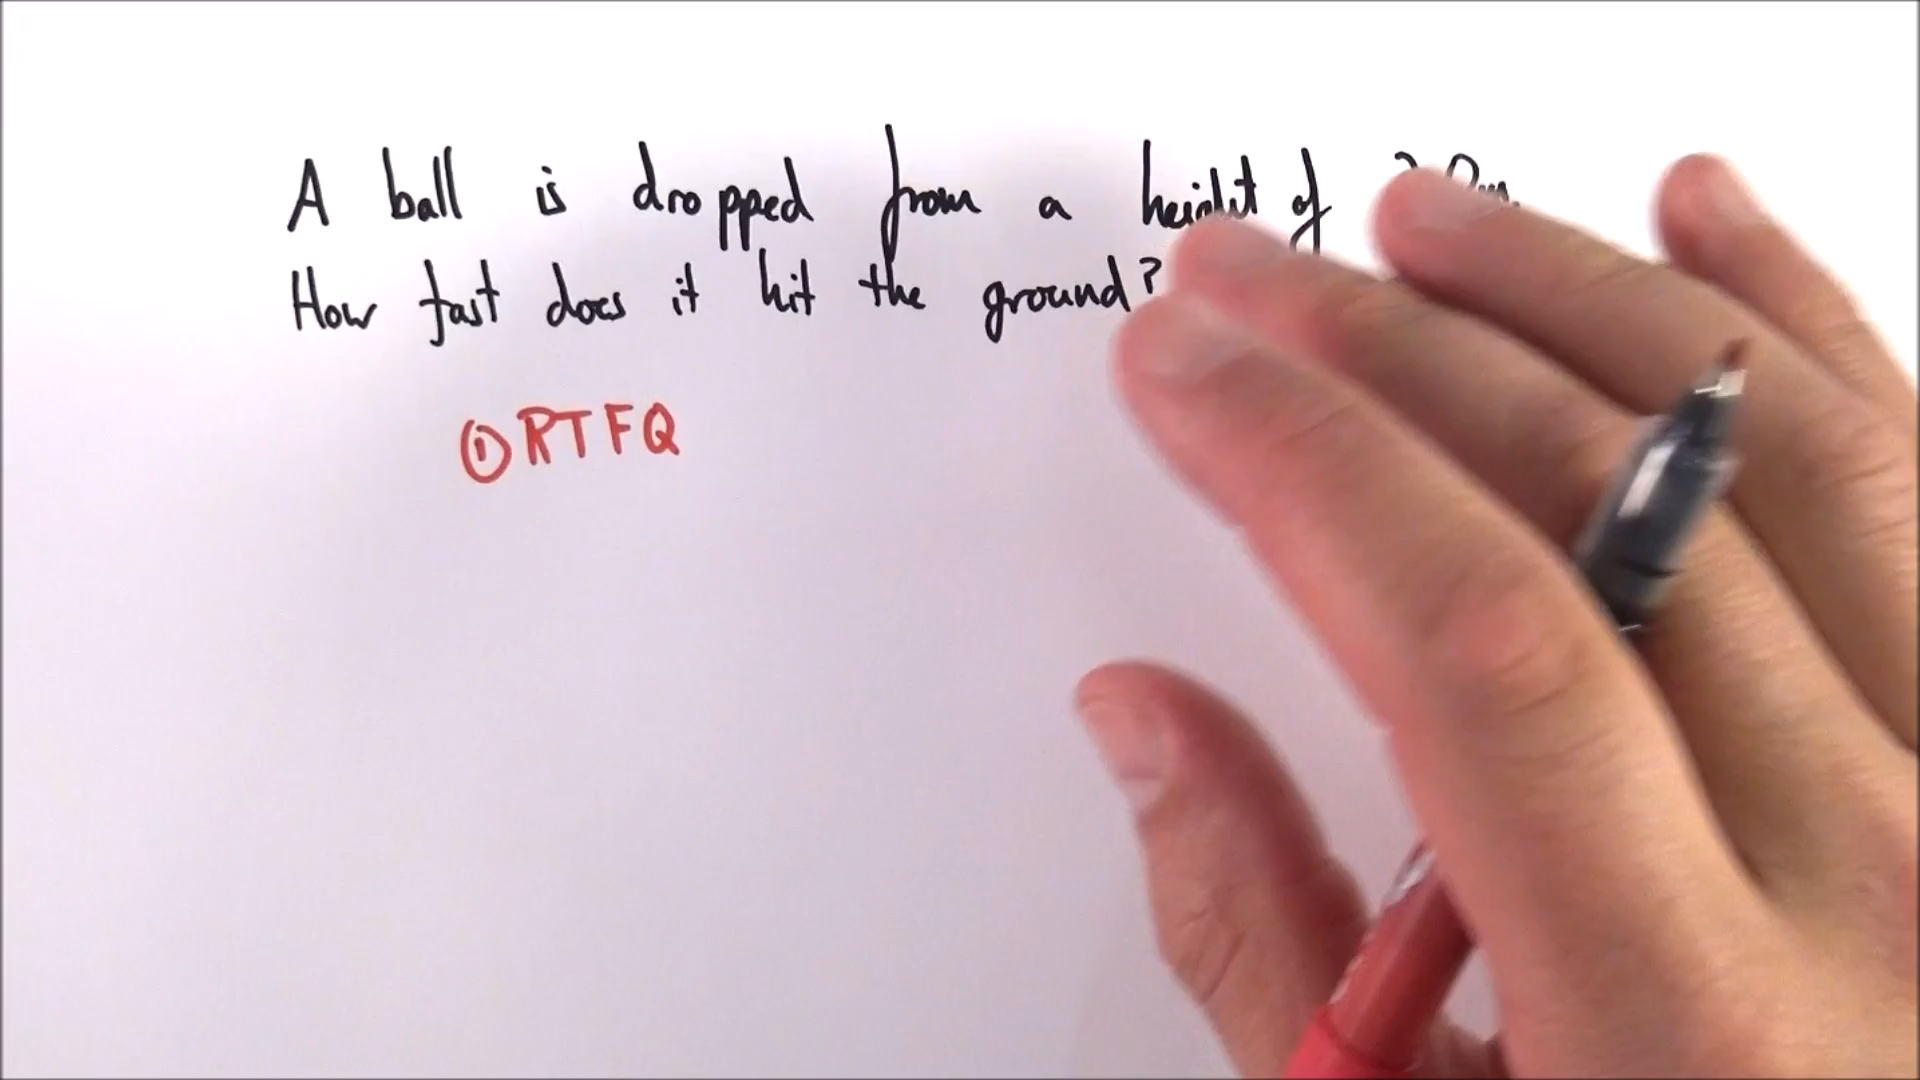 A ball is dropped from a height of
How fast does it hit the ground?
① RTFQ